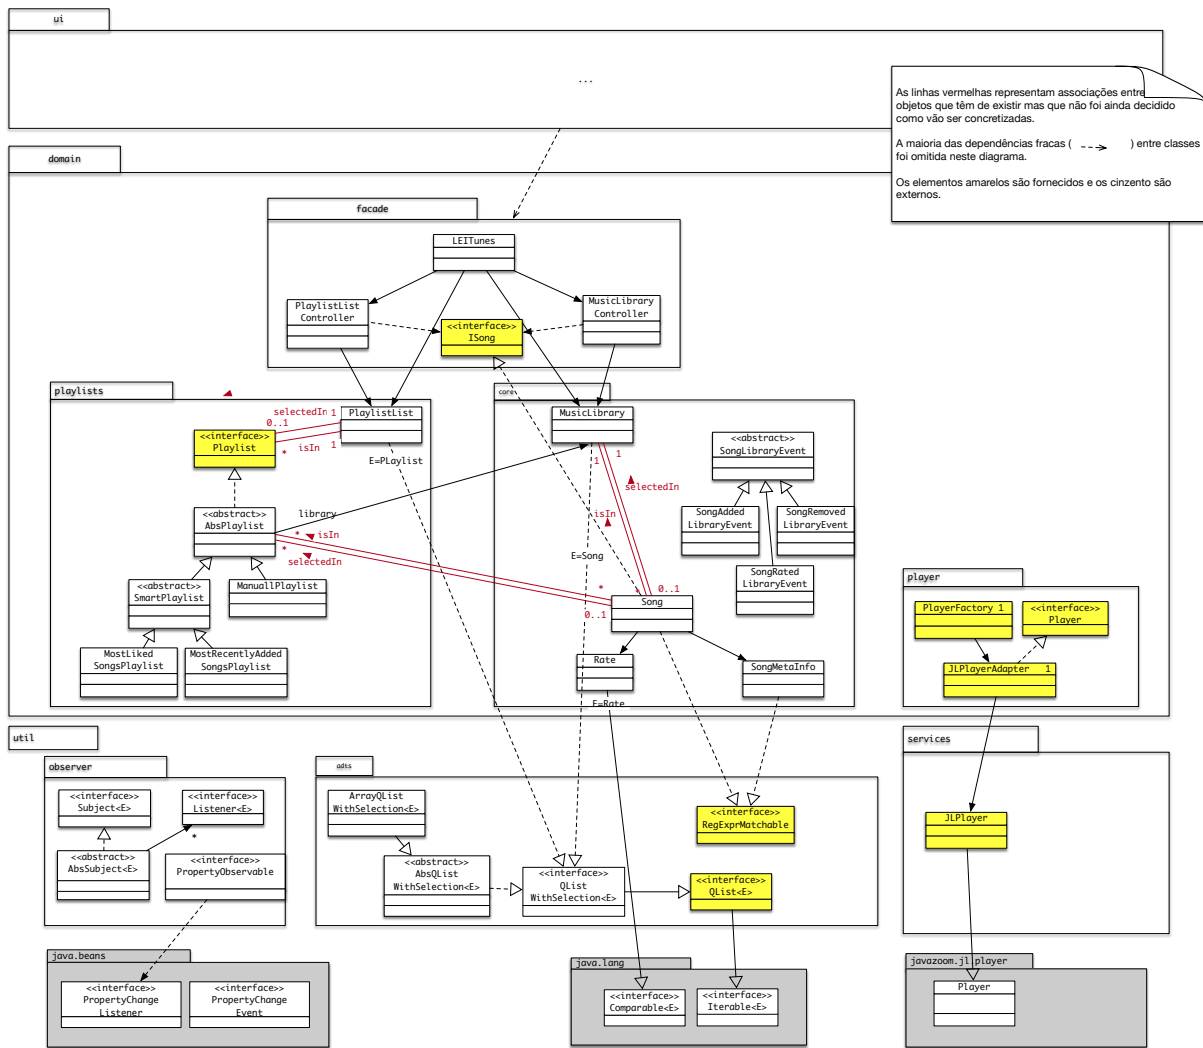 ui
...
As linhas vermelhas representam associações entre
objetos que têm de existir mas que não foi ainda decidido
como vão ser concretizadas.
A maioria das dependências fracas ( ) entre classes
foi omitida neste diagrama.
Os elementos amarelos são fornecidos e os cinzento são
externos.
domain
facade
LEITunes
PlaylistList
Controller
<<interface>>
ISong
MusicLibrary
Controller
playlists
selectedIn
1
0..1
PlaylistList
<<interface>>
Playlist
isIn
1
*
E=PLaylist
<<abstract>>
AbsPlaylist
library
*
isIn
*
selectedIn
<<abstract>>
SmartPlaylist
ManuallPlaylist
MostLiked
SongsPlaylist
MostRecentlyAdded
SongsPlaylist
core
MusicLibrary
1
1
selectedIn
isIn
E=Song
<<abstract>>
SongLibraryEvent
SongAdded
LibraryEvent
SongRemoved
LibraryEvent
SongRated
LibraryEvent
*
*
0..1
0..1
Song
Rate
SongMetaInfo
E=Rate
player
PlayerFactory 1
<<interface>>
Player
JLPlayerAdapter 1
util
observer
<<interface>>
Subject<E>
<<interface>>
Listener<E>
*
<<abstract>>
AbsSubject<E>
<<interface>>
PropertyObservable
adts
ArrayQList
WithSelection<E>
<<abstract>>
AbsQList
WithSelection<E>
<<interface>>
QList
WithSelection<E>
<<interface>>
RegExprMatchable
<<interface>>
QList<E>
services
JLPlayer
java.beans
<<interface>>
PropertyChange
Listener
<<interface>>
PropertyChange
Event
java.lang
<<interface>>
Comparable<E>
<<interface>>
Iterable<E>
javazoom.jl.player
Player